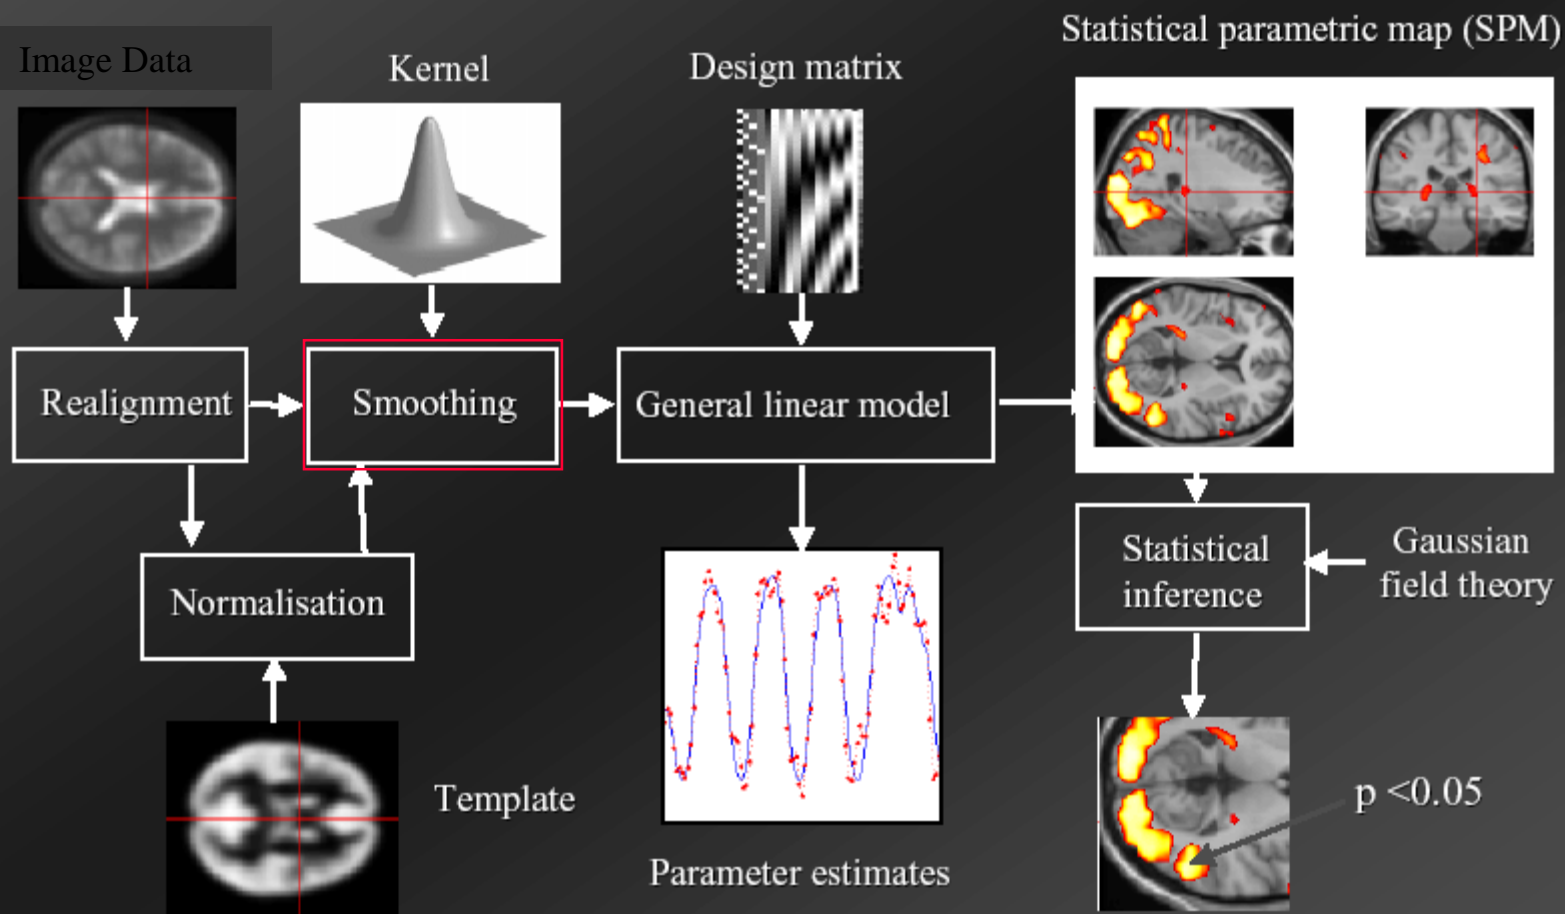 Image Data
Kernel
Design matrix
Statistical parametric map (SPM)
Realignment
Smoothing
General linear model
Normalisation
Statistical
inference
Gaussian
field theory
Template
Parameter estimates
p <0.05